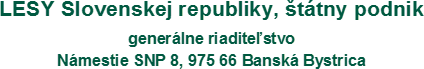 LESY Slovenskej republiky, štátny podnik
generálne riaditeľstvo
Námestie SNP 8, 975 66 Banská Bystrica